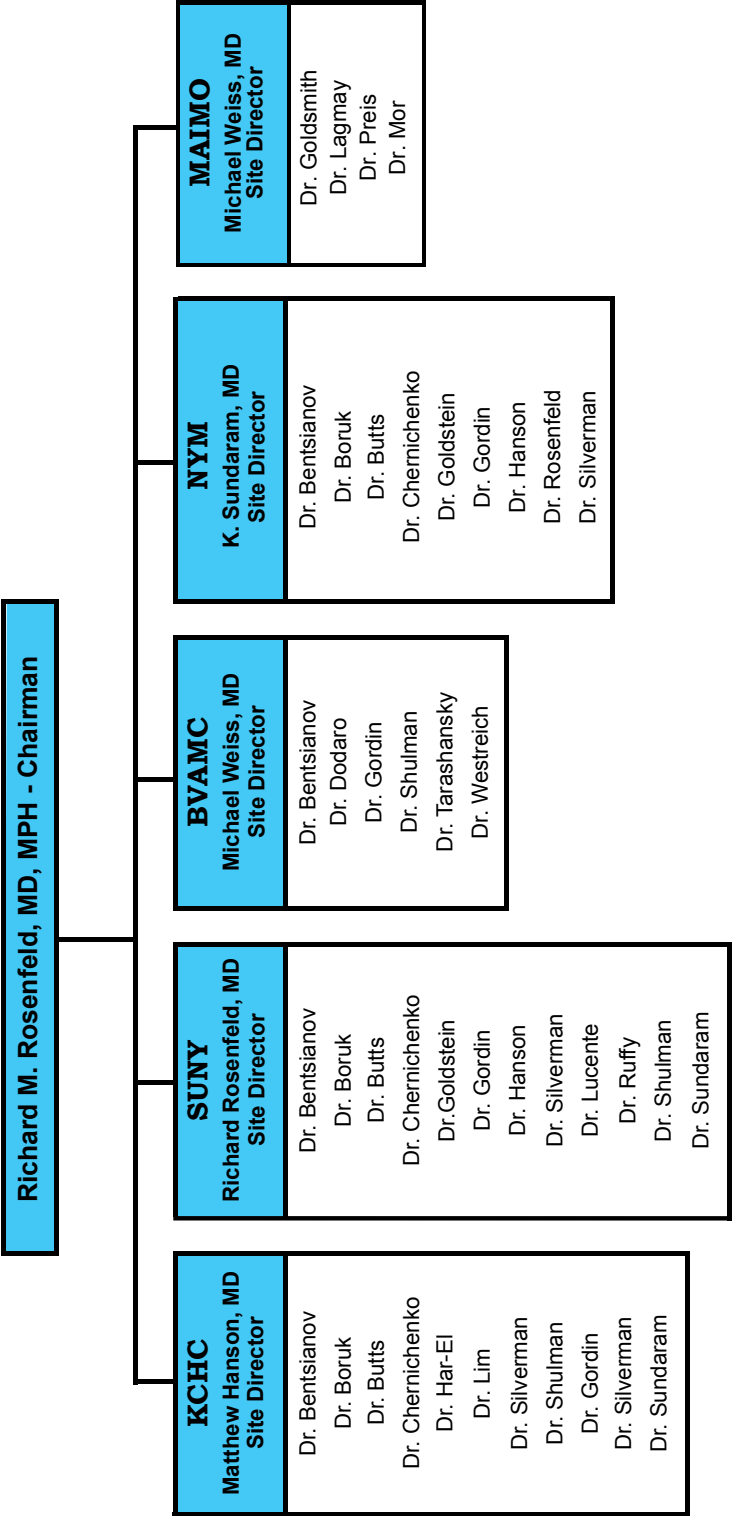 Richard M. Rosenfeld, MD, MPH - Chairman
KCHC
Matthew Hanson, MD
Site Director
Dr. Bentsianov
Dr. Boruk
Dr. Butts
Dr. Chernichenko
Dr. Har-El
Dr. Lim
Dr. Silverman
Dr. Shulman
Dr. Gordin
Dr. Silverman
Dr. Sundaram
SUNY
Richard Rosenfeld, MD
Site Director
Dr. Bentsianov
Dr. Boruk
Dr. Butts
Dr. Chernichenko
Dr.Goldstein
Dr. Gordin
Dr. Hanson
Dr. Silverman
Dr. Lucente
Dr. Ruffy
Dr. Shulman
Dr. Sundaram
BVAMC
Michael Weiss, MD
Site Director
Dr. Bentsianov
Dr. Dodaro
Dr. Gordin
Dr. Shulman
Dr. Tarashansky
Dr. Westreich
NYM
K. Sundaram, MD
Site Director
Dr. Bentsianov
Dr. Boruk
Dr. Butts
Dr. Chernichenko
Dr. Goldstein
Dr. Gordin
Dr. Hanson
Dr. Rosenfeld
Dr. Silverman
MAIMO
Michael Weiss, MD
Site Director
Dr. Goldsmith
Dr. Lagmay
Dr. Preis
Dr. Mor